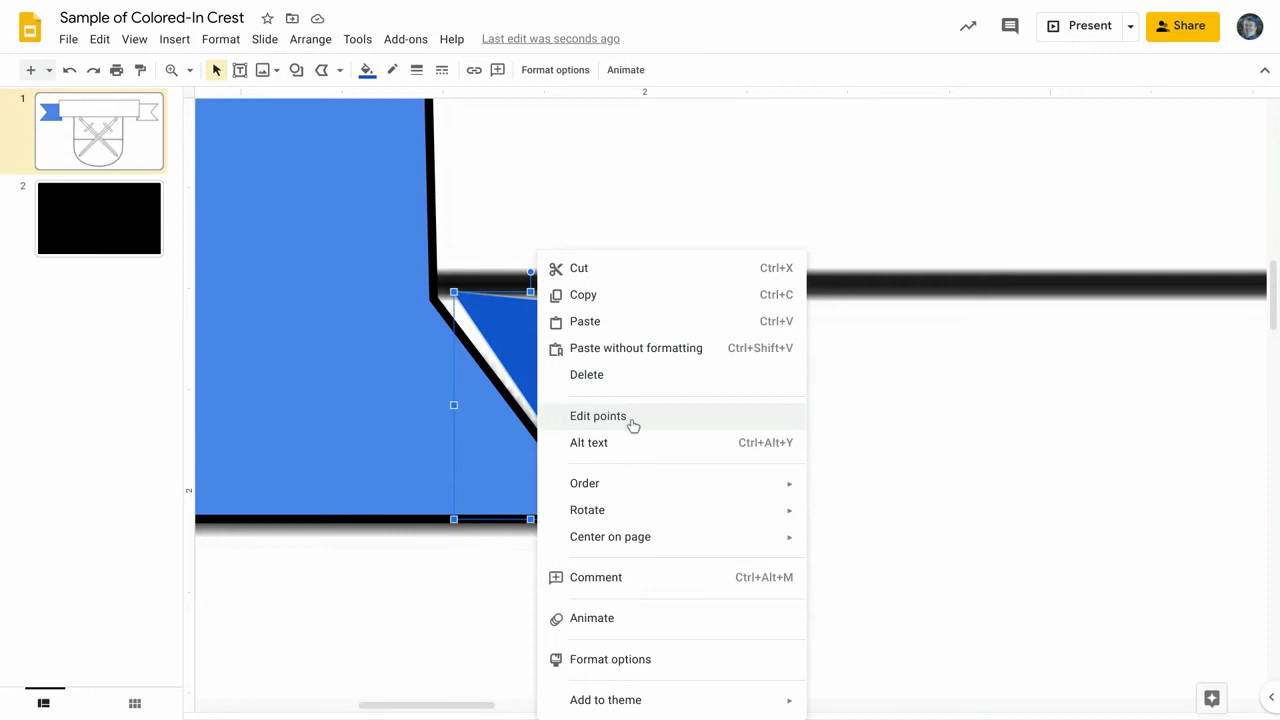 Sample of Colored-In Crest
File Edit View Insert Format Slide Arrange Tools Add-ons Help Last edit was seconds ago
Present
Share
Format options Animate
2
1
2
2
Cut Ctrl+X
Copy Ctrl+C
Paste Ctrl+V
Paste without formatting Ctrl+Shift+V
Delete
Edit points
Alt text Ctrl+Alt+Y
Order
Rotate
Center on page
Comment Ctrl+Alt+M
Animate
Format options
Add to theme